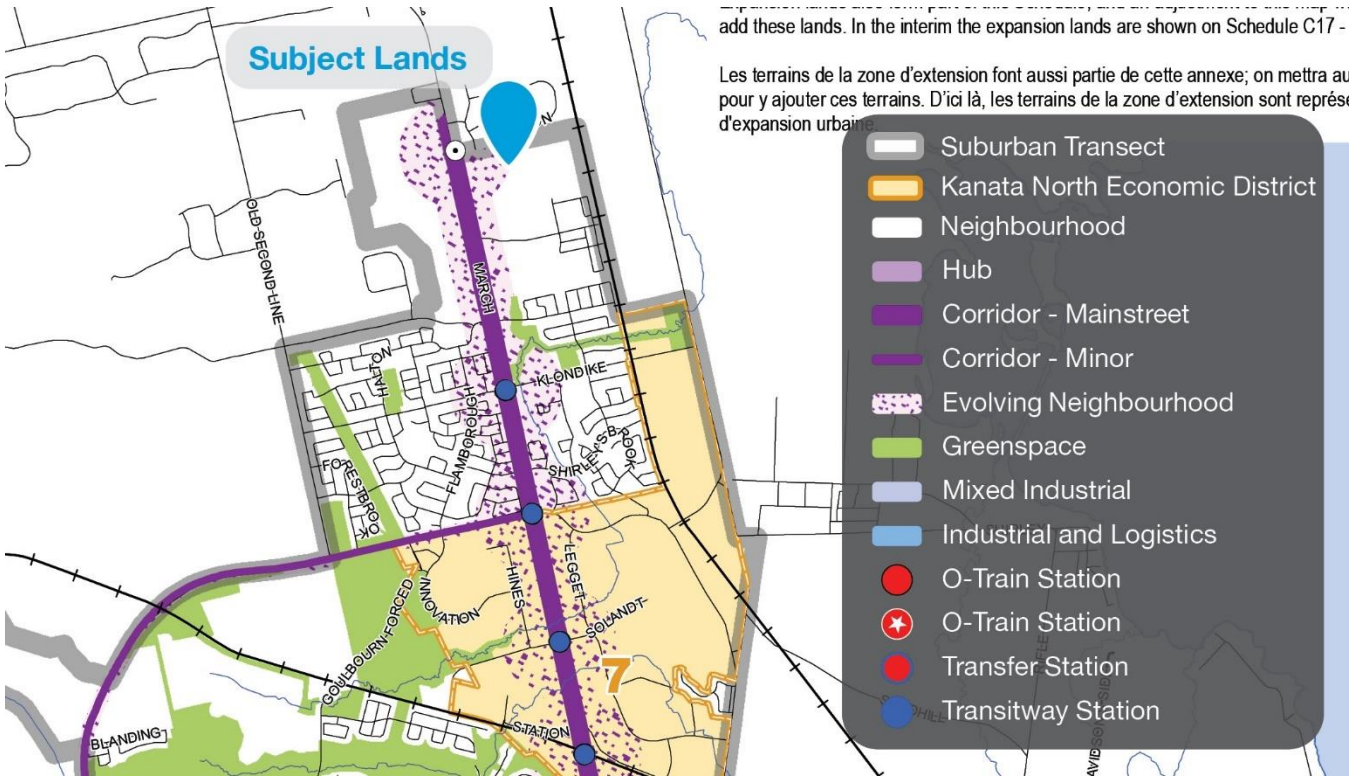 Subject Lands
add these lands. In the interim the expansion lands are shown on Schedule C17 -
Les terrains de la zone d'extension font aussi partie de cette annexe; on mettra au
pour y ajouter ces terrains. D'ici là, les terrains de la zone d'extension sont représe
d'expansion urbaine.
Suburban Transect
Kanata North Economic District
Neighbourhood
Hub
Corridor - Mainstreet
Corridor - Minor
Evolving Neighbourhood
Greenspace
Mixed Industrial
Industrial and Logistics
O-Train Station
O-Train Station
Transfer Station
Transitway Station
OLD-SECOND-LINE
MARCH
HALTON
KLONDIKE
FLAMBOROUGH
SHIRLEY'S-BROOK
FORESTBROOK
HINES
LEGGET
INNOVATION
SOLANDT
GOULBOURN-FORCED
7
STATION
BLANDING